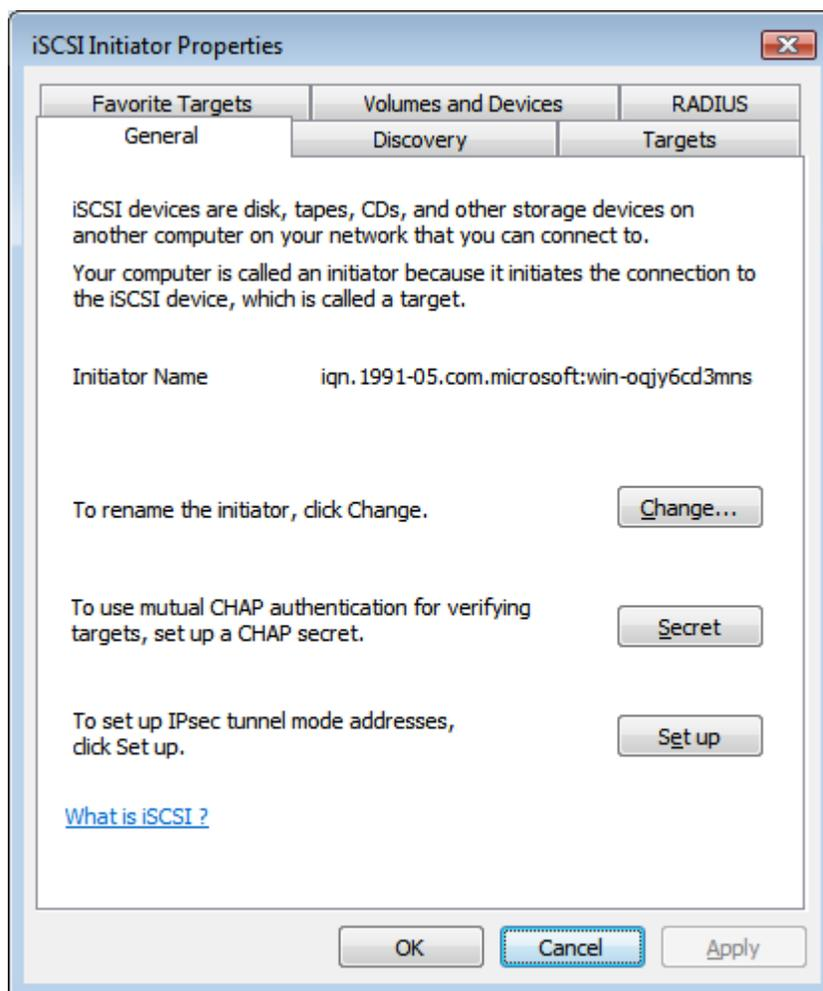 iSCSI Initiator Properties
Favorite Targets
Volumes and Devices
RADIUS
General
Discovery
Targets
iSCSI devices are disk, tapes, CDs, and other storage devices on
another computer on your network that you can connect to.
Your computer is called an initiator because it initiates the connection to
the iSCSI device, which is called a target.
Initiator Name iqn.1991-05.com.microsoft:win-oqjy6cd3mns
To rename the initiator, click Change.
Change...
To use mutual CHAP authentication for verifying
targets, set up a CHAP secret.
Secret
To set up IPsec tunnel mode addresses,
click Set up.
Set up
What is iSCSI ?
OK
Cancel
Apply